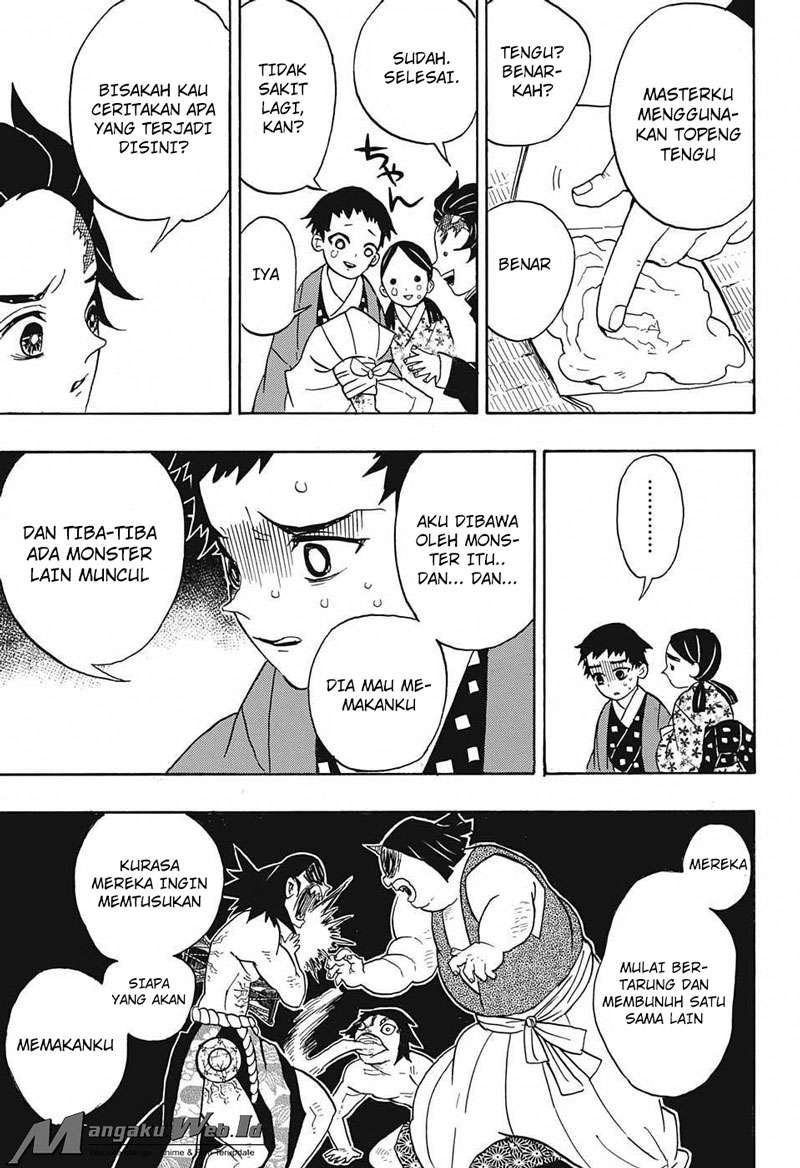 MASTERKU
MENGGUNA-
KAN TOPENG
TENGU
TENGU?
BENAR-
KAH?
BENAR
SUDAH.
SELESAI.
TIDAK
SAKIT
LAGI,
KAN?
ちゃん
IYA
BISAKAH KAU
CERITAKAN APA
YANG TERJADI
DISINI?
.........
AKU DIBAWA
OLEH MONS-
TER ITU..
DAN... DAN...
DIA MAU ME-
MAKANKU
DAN TIBA-TIBA
ADA MONSTER
LAIN MUNCUL
MEREKA
MULAI BER-
TARUNG DAN
MEMBUNUH SATU
SAMA LAIN
KURASA
MEREKA INGIN
MEMTUSUKAN
SIAPA
YANG AKAN
MEMAKANKU
MangakuWeb.Id